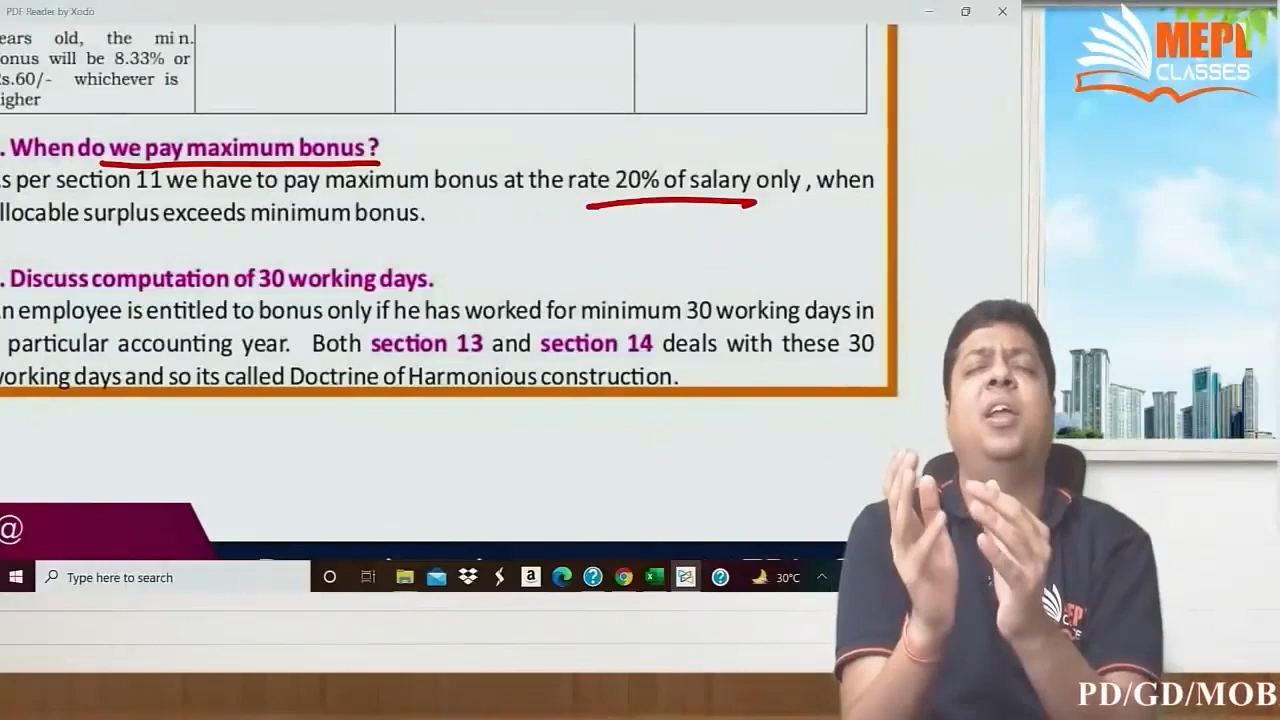 PDF Reader by Xodo
ears old, the min.
onus will be 8.33% or
Rs.60/- whichever is
igher
. When do we pay maximum bonus ?
s per section 11 we have to pay maximum bonus at the rate 20% of salary only , when
llocable surplus exceeds minimum bonus.
. Discuss computation of 30 working days.
n employee is entitled to bonus only if he has worked for minimum 30 working days in
particular accounting year. Both section 13 and section 14 deals with these 30
working days and so its called Doctrine of Harmonious construction.
@
Type here to search
30°C
MEPL
CLASSES
MEPL
PD/GD/MOB